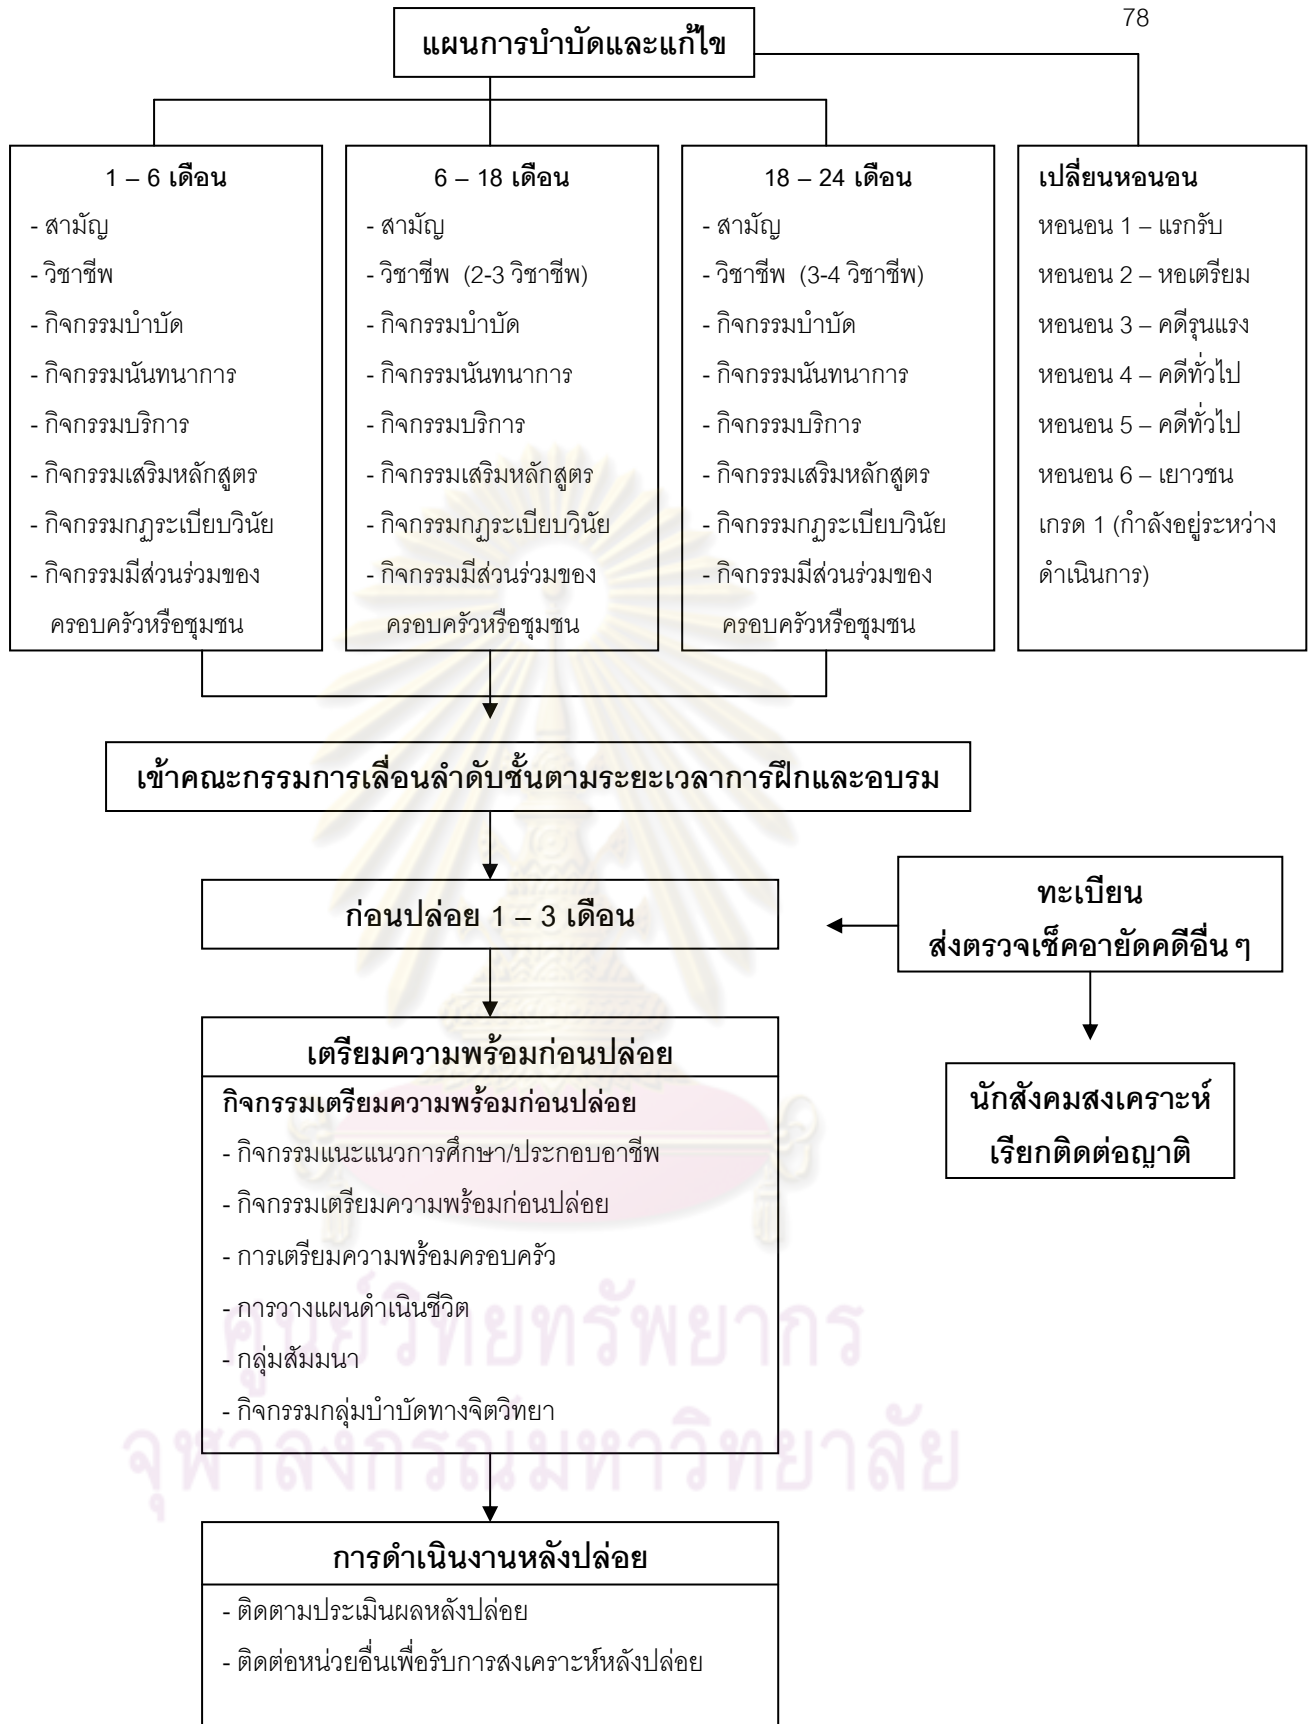 78
แผนการบำบัดและแก้ไข
1 – 6 เดือน
- สามัญ
- วิชาชีพ
- กิจกรรมบำบัด
- กิจกรรมนันทนาการ
- กิจกรรมบริการ
- กิจกรรมเสริมหลักสูตร
- กิจกรรมกฎระเบียบวินัย
- กิจกรรมมีส่วนร่วมของ
ครอบครัวหรือชุมชน
6 – 18 เดือน
- สามัญ
- วิชาชีพ (2-3 วิชาชีพ)
- กิจกรรมบำบัด
- กิจกรรมนันทนาการ
- กิจกรรมบริการ
- กิจกรรมเสริมหลักสูตร
- กิจกรรมกฎระเบียบวินัย
- กิจกรรมมีส่วนร่วมของ
ครอบครัวหรือชุมชน
18 – 24 เดือน
- สามัญ
- วิชาชีพ (3-4 วิชาชีพ)
- กิจกรรมบำบัด
- กิจกรรมนันทนาการ
- กิจกรรมบริการ
- กิจกรรมเสริมหลักสูตร
- กิจกรรมกฎระเบียบวินัย
- กิจกรรมมีส่วนร่วมของ
ครอบครัวหรือชุมชน
เปลี่ยนหอนอน
หอนอน 1 – แรกรับ
หอนอน 2 – หอเตรียม
หอนอน 3 – คดีรุนแรง
หอนอน 4 – คดีทั่วไป
หอนอน 5 – คดีทั่วไป
หอนอน 6 – เยาวชน
เกรด 1 (กำลังอยู่ระหว่าง
ดำเนินการ)
เข้าคณะกรรมการเลื่อนลำดับชั้นตามระยะเวลาการฝึกและอบรม
ก่อนปล่อย 1 – 3 เดือน
ทะเบียน
ส่งตรวจเช็คอายัดคดีอื่น ๆ
นักสังคมสงเคราะห์
เรียกติดต่อญาติ
เตรียมความพร้อมก่อนปล่อย
กิจกรรมเตรียมความพร้อมก่อนปล่อย
- กิจกรรมแนะแนวการศึกษา/ประกอบอาชีพ
- กิจกรรมเตรียมความพร้อมก่อนปล่อย
- การเตรียมความพร้อมครอบครัว
- การวางแผนดำเนินชีวิต
- กลุ่มสัมมนา
- กิจกรรมกลุ่มบำบัดทางจิตวิทยา
ศูนย์วิทยทรัพยากร
จุฬาลงกรณ์มหาวิทยาลัย
การดำเนินงานหลังปล่อย
- ติดตามประเมินผลหลังปล่อย
- ติดต่อหน่วยอื่นเพื่อรับการสงเคราะห์หลังปล่อย